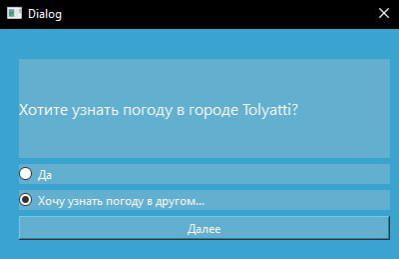 Dialog
Хотите узнать погоду в городе Tolyatti?
Да
Хочу узнать погоду в другом...
Далее